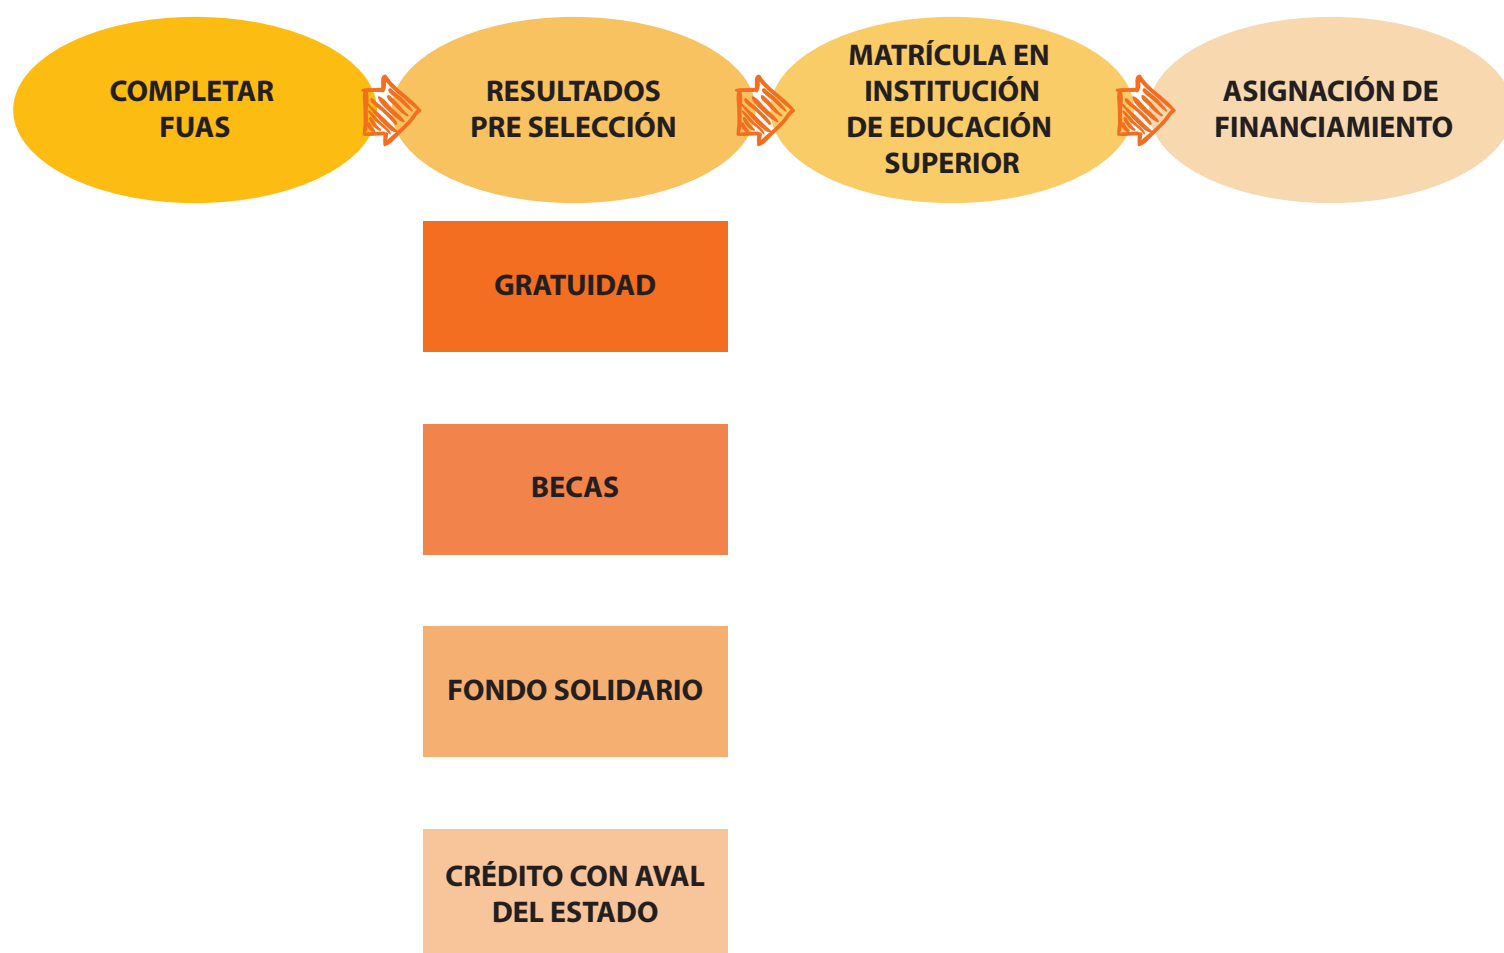 COMPLETAR
FUAS
RESULTADOS
PRE SELECCIÓN
MATRÍCULA EN
INSTITUCIÓN
DE EDUCACIÓN
SUPERIOR
ASIGNACIÓN DE
FINANCIAMIENTO
GRATUIDAD
BECAS
FONDO SOLIDARIO
CRÉDITO CON AVAL
DEL ESTADO